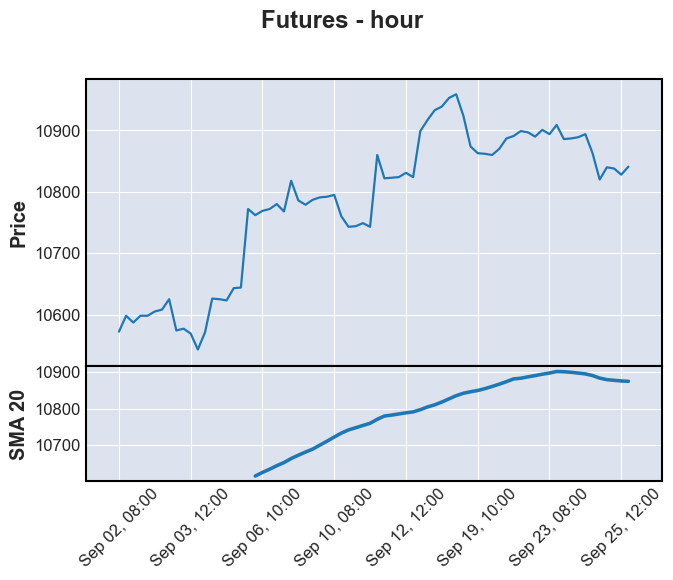 Futures - hour
Price
10900
10800
10700
10600
SMA 20
10900
10800
10700
Sep 02, 08:00
Sep 03, 12:00
Sep 06, 10:00
Sep 10, 08:00
Sep 12, 12:00
Sep 19, 10:00
Sep 23, 08:00
Sep 25, 12:00